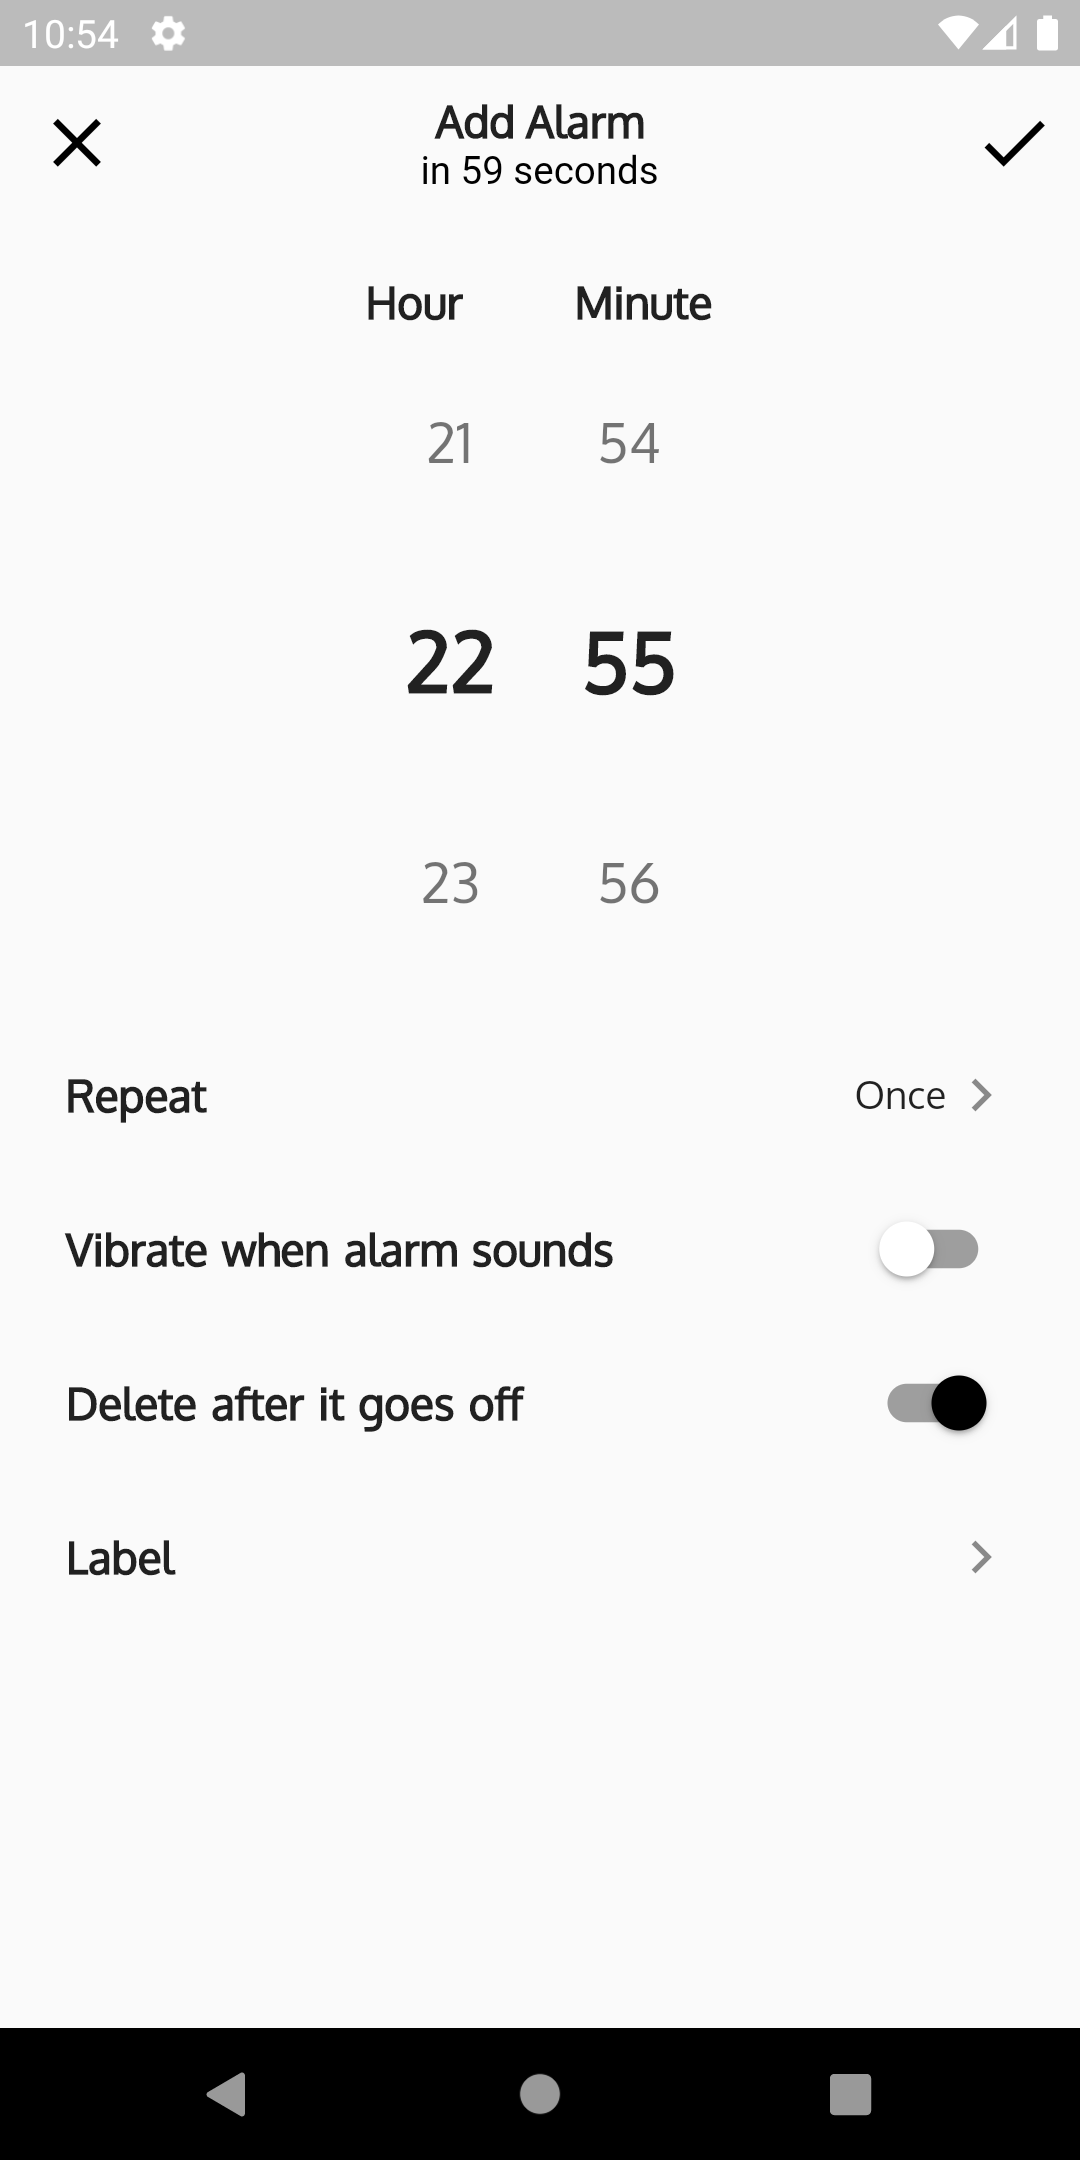 10:54
Add Alarm
in 59 seconds
Hour Minute
21 54
22 55
23 56
Repeat Once
Vibrate when alarm sounds
Delete after it goes off
Label